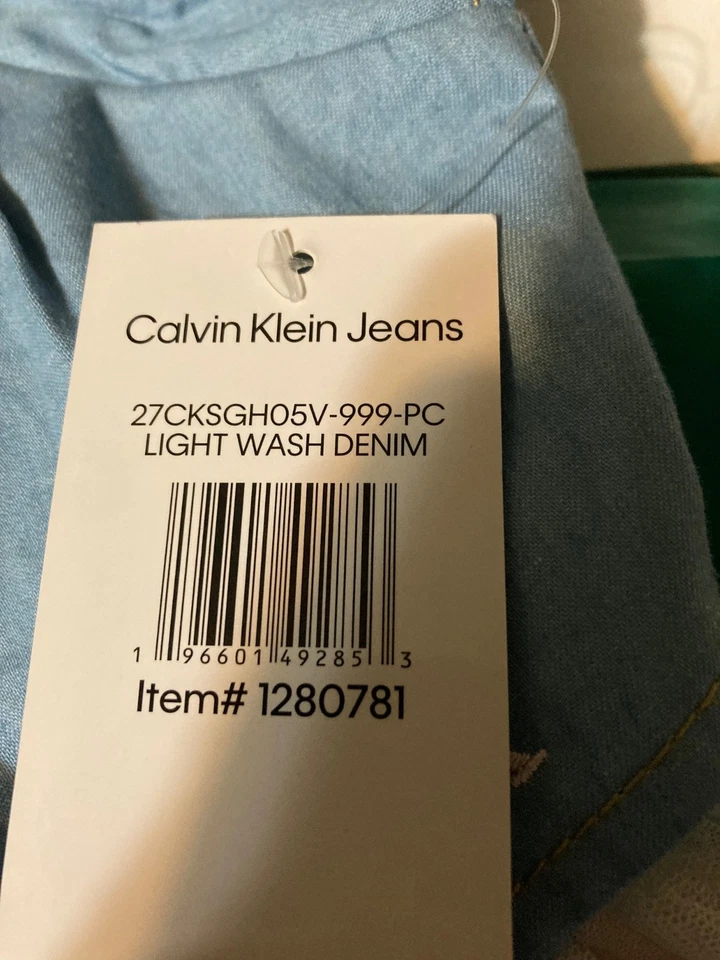 Calvin Klein Jeans
27CKSGH05V-999-PC
LIGHT WASH DENIM
1 96601 49285 3
Item# 1280781